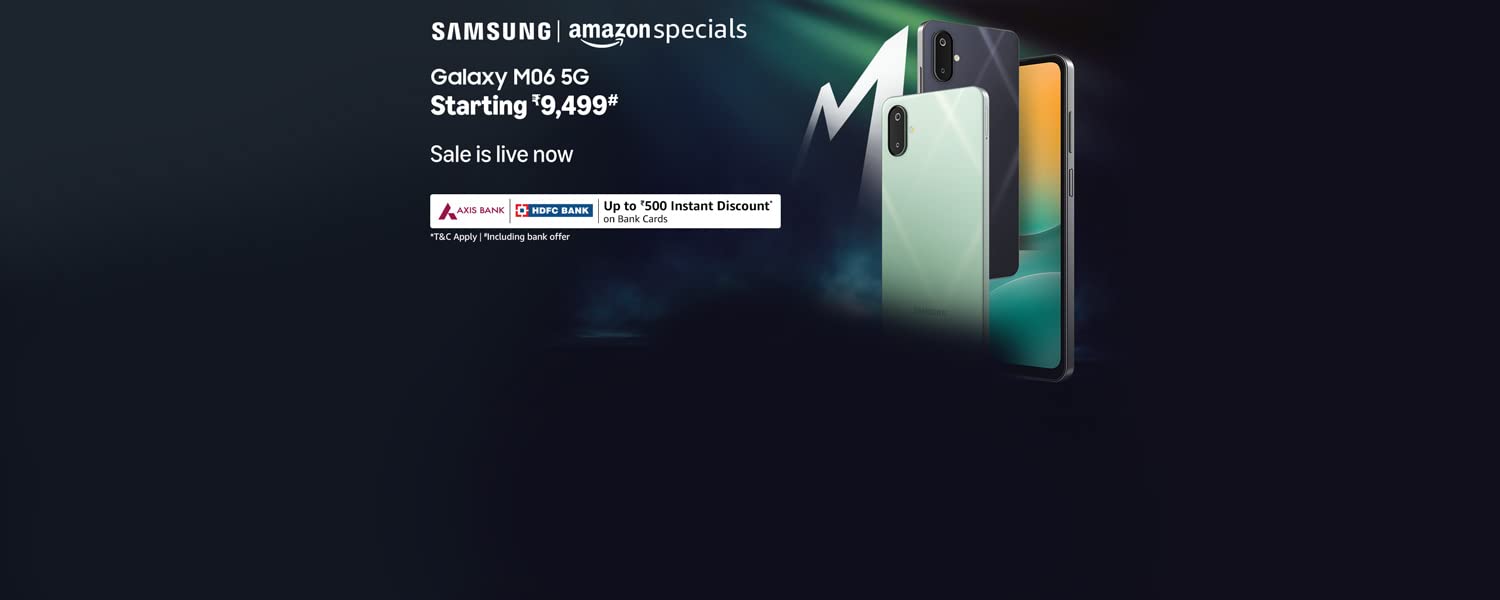 SAMSUNG | amazon specials
Galaxy M06 5G
Starting ₹9,499#
Sale is live now
AXIS BANK | HDFC BANK | Up to ₹500 Instant Discount*
on Bank Cards
*T&C Apply | #Including bank offer
M
SAMSUNG